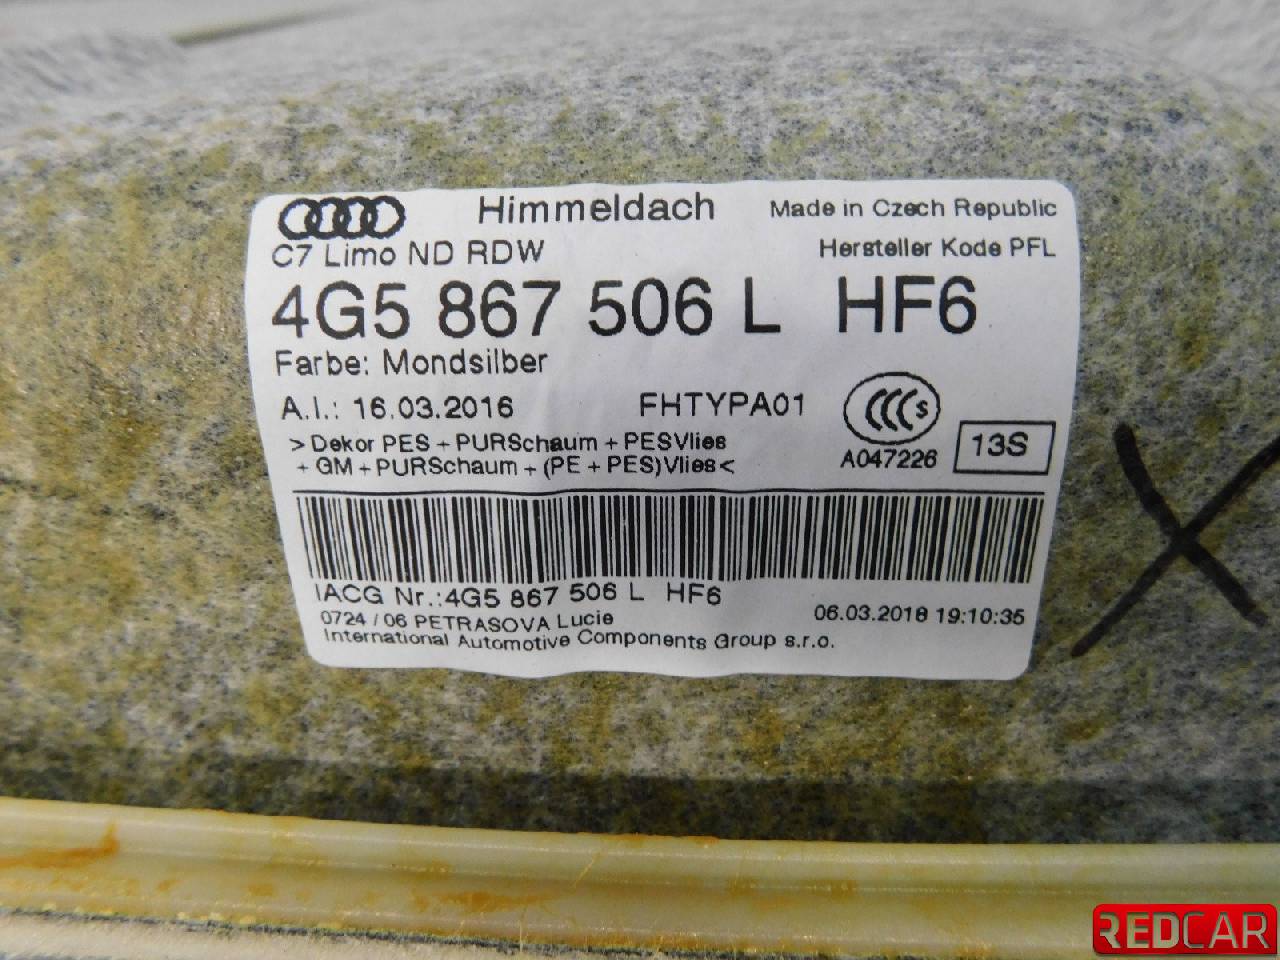 Himmeldach Made in Czech Republic
C7 Limo ND RDW Hersteller Kode PFL
4G5 867 506 L HF6
Farbe: Mondsilber
A.I.: 16.03.2016 FHTYPA01 S
>Dekor PES + PURSchaum + PESVlies
+ GM + PURSchaum + (PE + PES)Vlies<
A047226 13S
IACG Nr.:4G5 867 506 L HF6
0724 / 06 PETRASOVA Lucie 06.03.2018 19:10:35
International Automotive Components Group s.r.o.
X
REDCAR